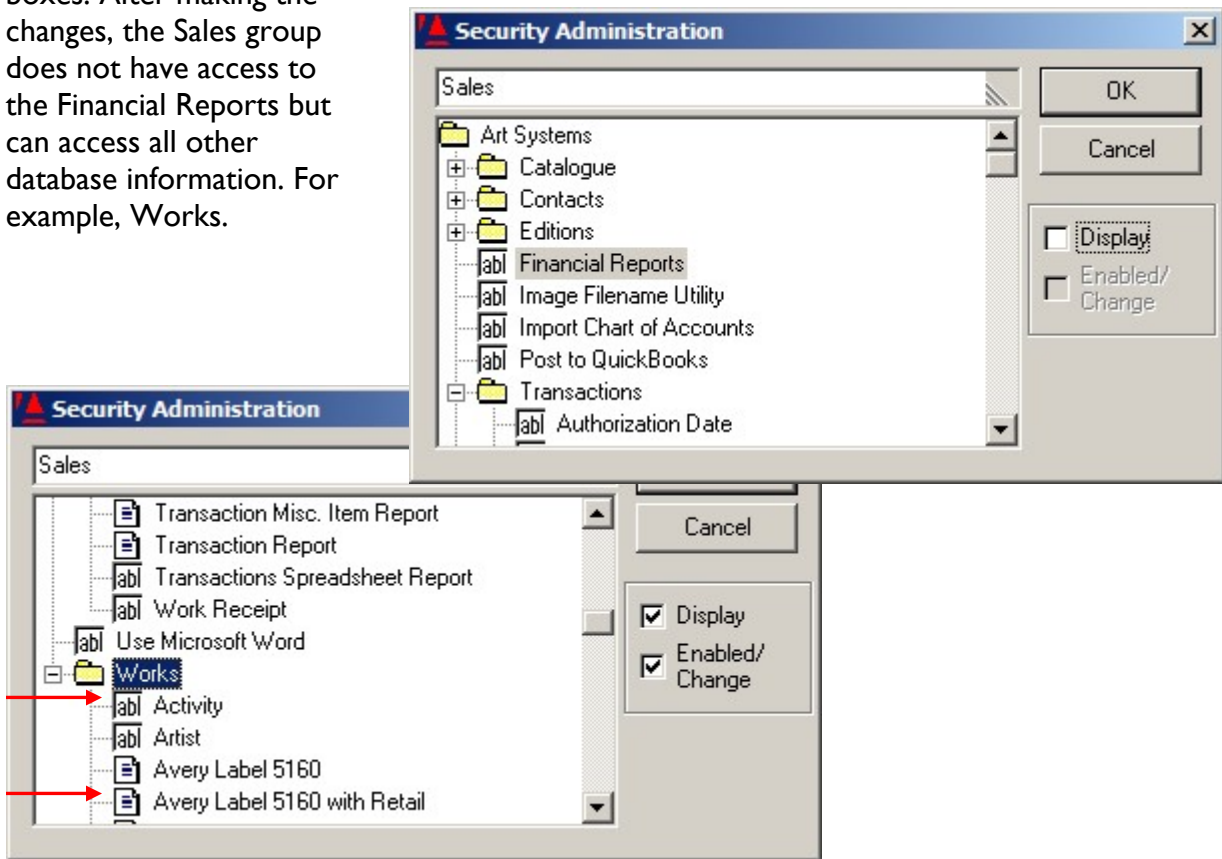 boxes. After making the
changes, the Sales group
does not have access to
the Financial Reports but
can access all other
database information. For
example, Works.
Security Administration
Sales
OK
Cancel
Art Systems
Catalogue
Contacts
Editions
Financial Reports
Image Filename Utility
Import Chart of Accounts
Post to QuickBooks
Transactions
Authorization Date
Display
Enabled/
Change
Security Administration
Sales
Cancel
Transaction Misc. Item Report
Transaction Report
Transactions Spreadsheet Report
Work Receipt
Use Microsoft Word
Works
Activity
Artist
Avery Label 5160
Avery Label 5160 with Retail
Display
Enabled/
Change